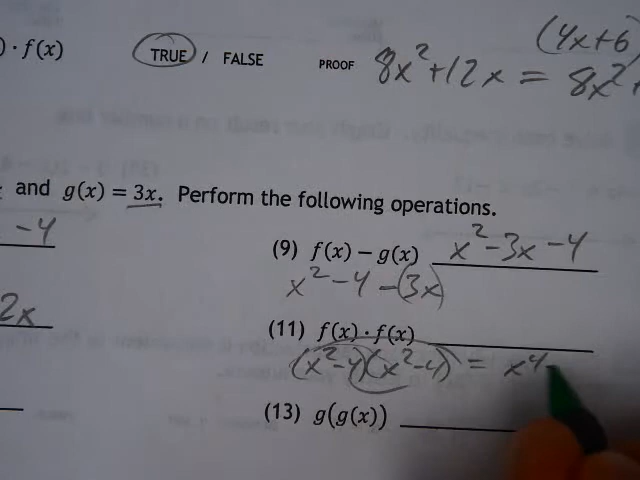 (4x+6)
) · f(x) TRUE / FALSE PROOF 8x²+12x = 8x²+
and g(x) = 3x. Perform the following operations.
-4
(9) f(x) – g(x) x²-3x-4
x²-4-(3x)
2x
(11) f(x) · f(x)
(x²-4)(x²-4) = x⁴
(13) g(g(x))